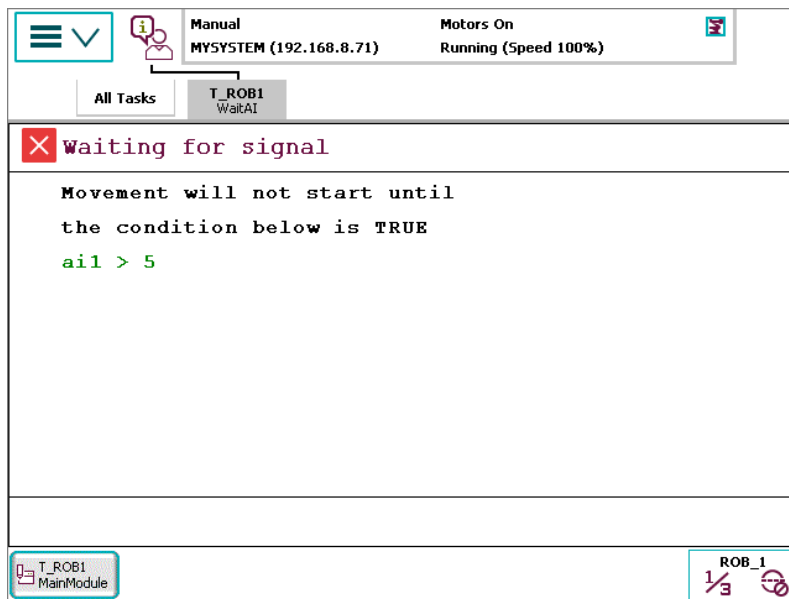 Manual
Motors On
MYSYSTEM (192.168.8.71)
Running (Speed 100%)
All Tasks
T_ROB1
WaitAI
Waiting for signal
Movement will not start until
the condition below is TRUE
ai1 > 5
T_ROB1
MainModule
ROB_1
1/3